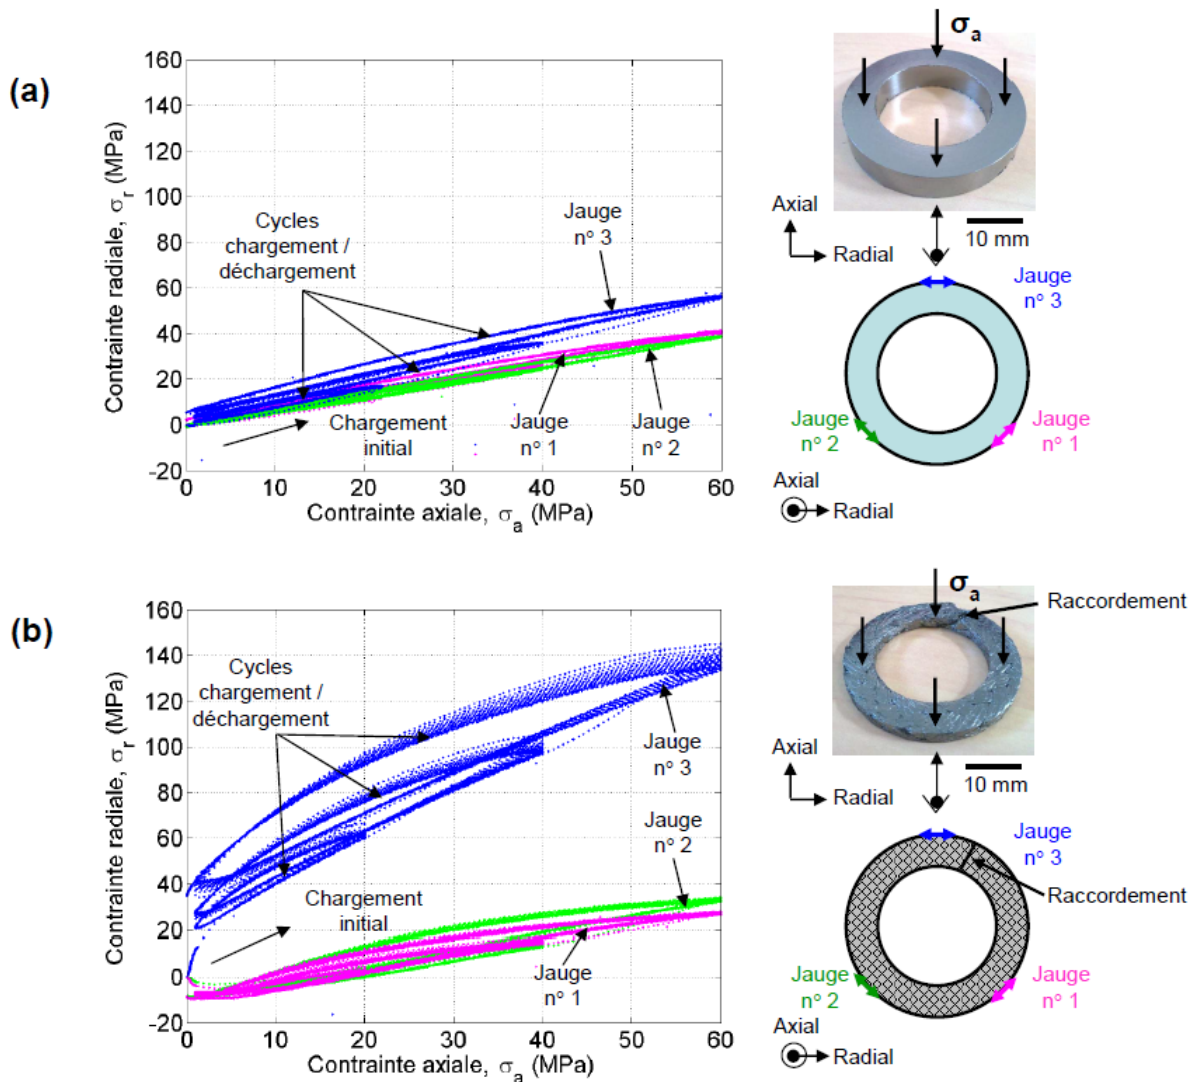 (a)
160
140
120
100
80
60
40
20
0
-20
Contrainte radiale, σr (MPa)
Cycles
chargement /
déchargement
Jauge
n° 3
Chargement
initial
Jauge
n° 1
Jauge
n° 2
0 10 20 30 40 50 60
Contrainte axiale, σa (MPa)
σa
Axial
Radial
10 mm
Jauge
n° 3
Jauge
n° 2
Jauge
n° 1
Axial
Radial
(b)
160
140
120
100
80
60
40
20
0
-20
Contrainte radiale, σr (MPa)
Cycles
chargement /
déchargement
Jauge
n° 3
Jauge
n° 2
Chargement
initial
Jauge
n° 1
0 10 20 30 40 50 60
Contrainte axiale, σa (MPa)
σa
Raccordement
Axial
Radial
10 mm
Jauge
n° 3
Raccordement
Jauge
n° 2
Jauge
n° 1
Axial
Radial